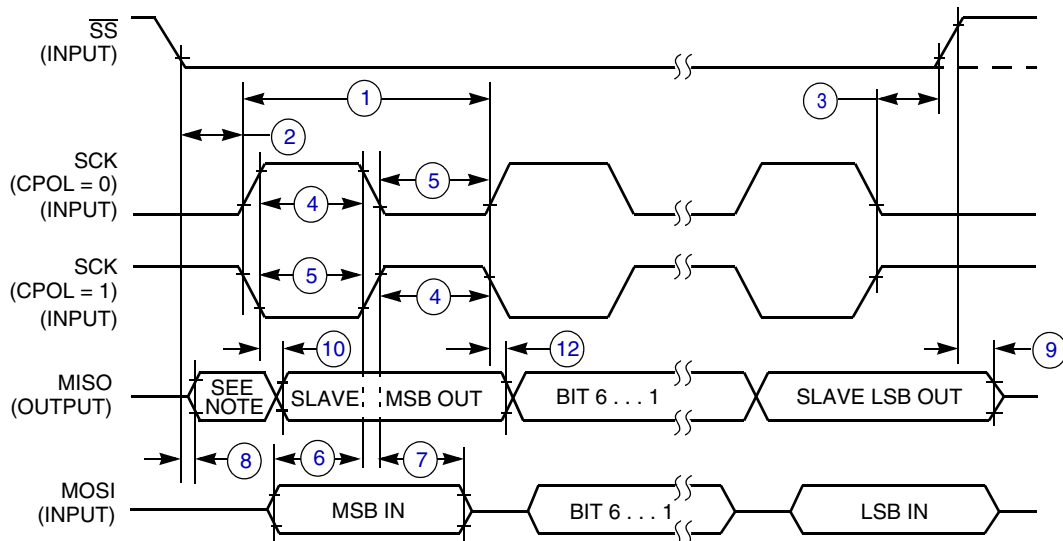 SS
(INPUT)
1
3
2
SCK
(CPOL = 0)
(INPUT)
5
4
SCK
(CPOL = 1)
(INPUT)
5
4
10
12
9
MISO
(OUTPUT)
SEE
NOTE
SLAVE
MSB OUT
BIT 6 . . . 1
SLAVE LSB OUT
8
6
7
MOSI
(INPUT)
MSB IN
BIT 6 . . . 1
LSB IN